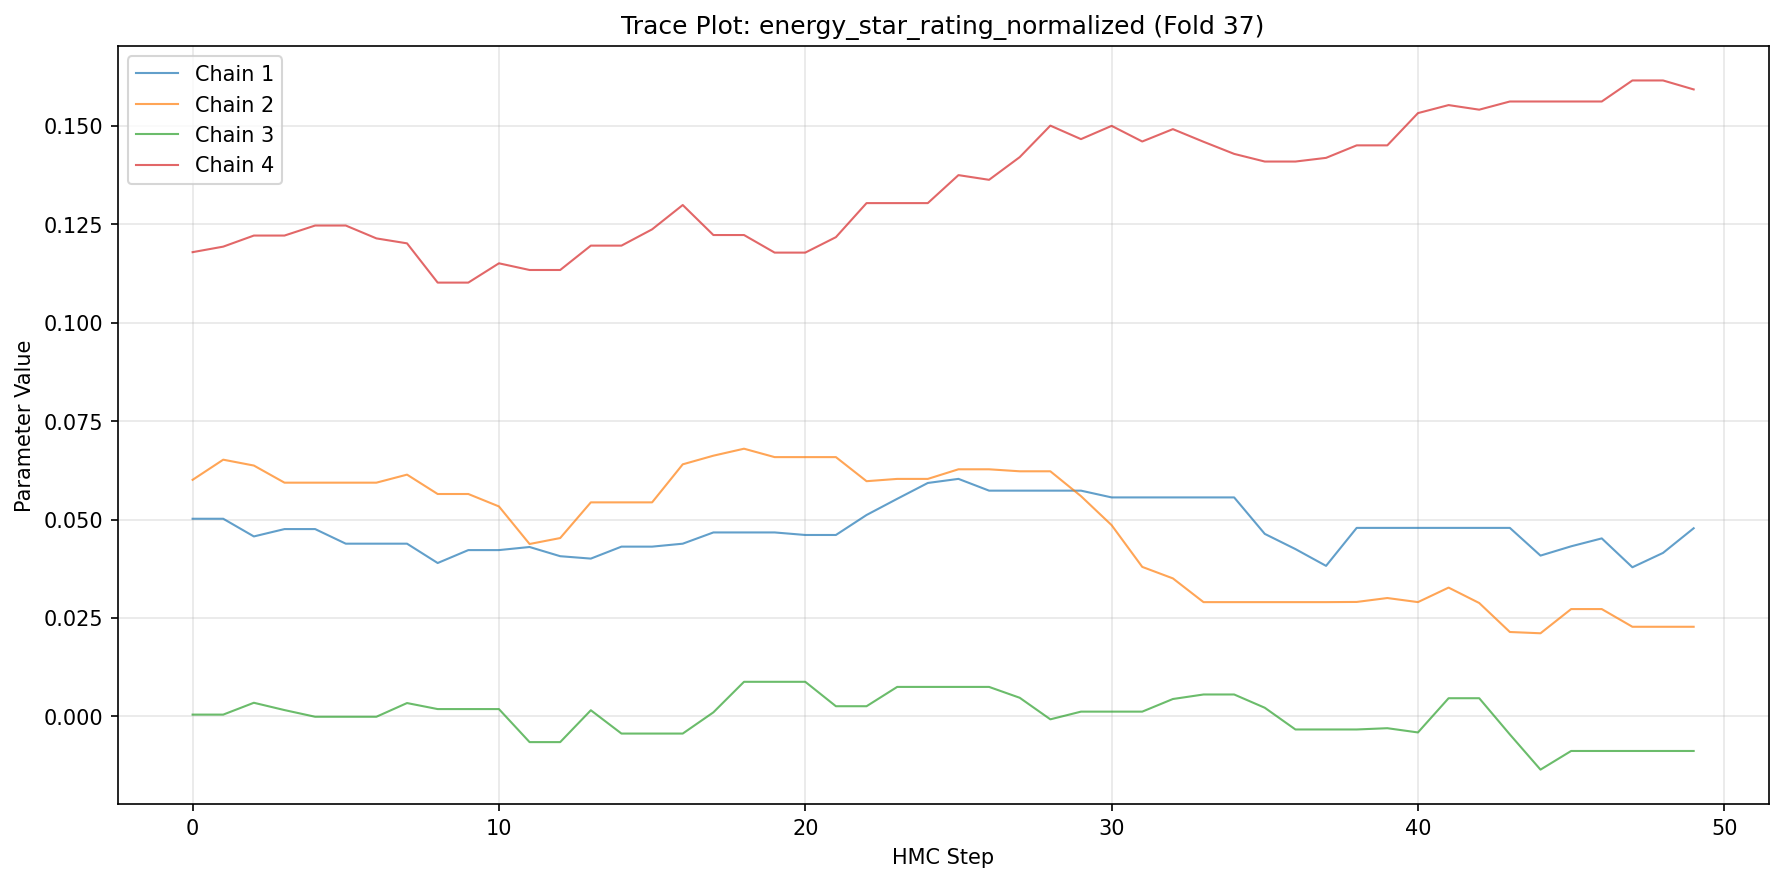 Trace Plot: energy_star_rating_normalized (Fold 37)
Chain 1
Chain 2
Chain 3
Chain 4
Parameter Value
0.150
0.125
0.100
0.075
0.050
0.025
0.000
0 10 20 30 40 50
HMC Step